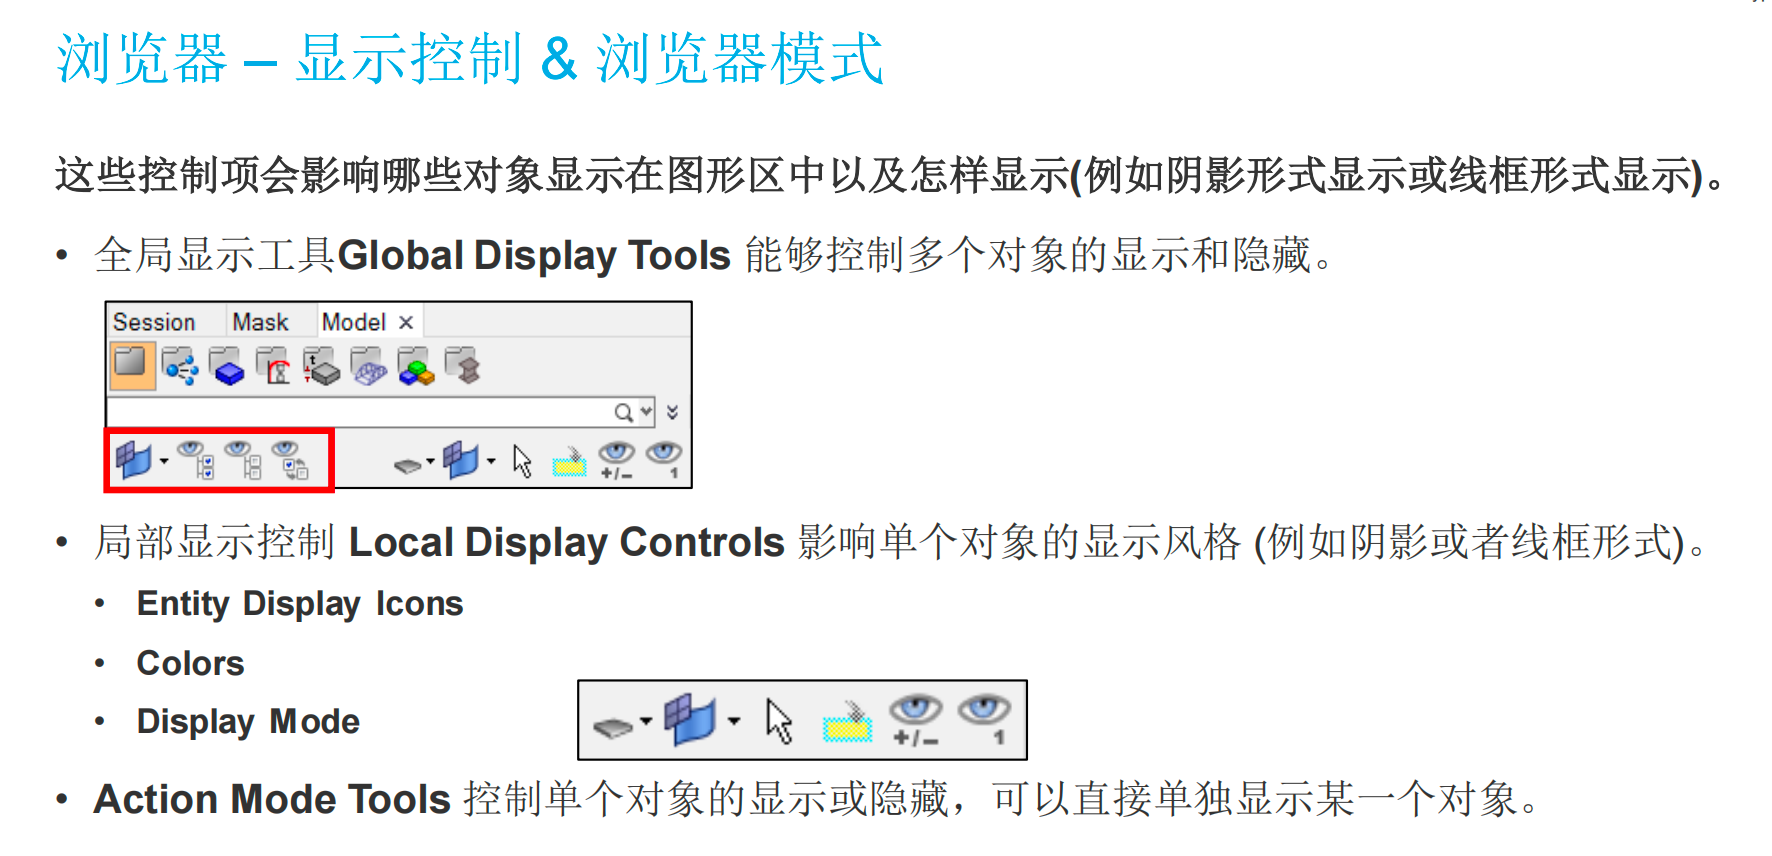 浏览器 – 显示控制 & 浏览器模式
这些控制项会影响哪些对象显示在图形区中以及怎样显示(例如阴影形式显示或线框形式显示)。
• 全局显示工具Global Display Tools 能够控制多个对象的显示和隐藏。
Session Mask Model ×
• 局部显示控制 Local Display Controls 影响单个对象的显示风格 (例如阴影或者线框形式)。
• Entity Display Icons
• Colors
• Display Mode
• Action Mode Tools 控制单个对象的显示或隐藏，可以直接单独显示某一个对象。